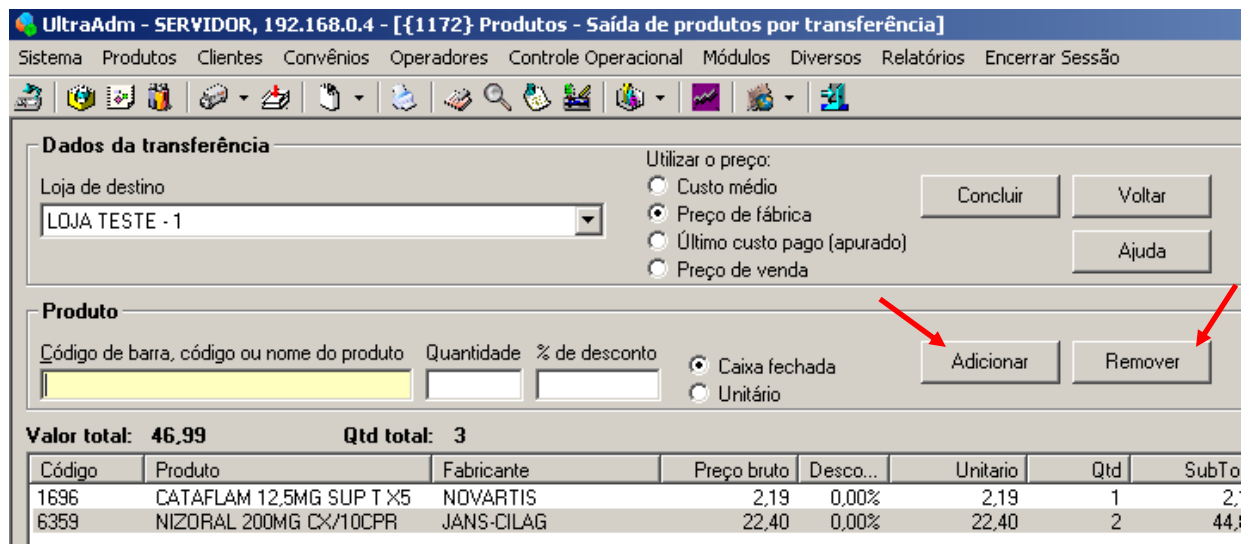 UltraAdm - SERVIDOR, 192.168.0.4 - [{1172} Produtos - Saída de produtos por transferência]
Sistema Produtos Clientes Convênios Operadores Controle Operacional Módulos Diversos Relatórios Encerrar Sessão
Dados da transferência
Loja de destino
LOJA TESTE - 1
Utilizar o preço:
Custo médio
Preço de fábrica
Último custo pago (apurado)
Preço de venda
Concluir Voltar
Ajuda
Produto
Código de barra, código ou nome do produto Quantidade % de desconto
Caixa fechada
Unitário
Adicionar Remover
Valor total: 46,99 Qtd total: 3
Código Produto Fabricante Preço bruto Desco... Unitario Qtd SubTo
1696 CATAFLAM 12,5MG SUP T X5 NOVARTIS 2,19 0,00% 2,19 1 2,
6359 NIZORAL 200MG CX/10CPR JANS-CILAG 22,40 0,00% 22,40 2 44,